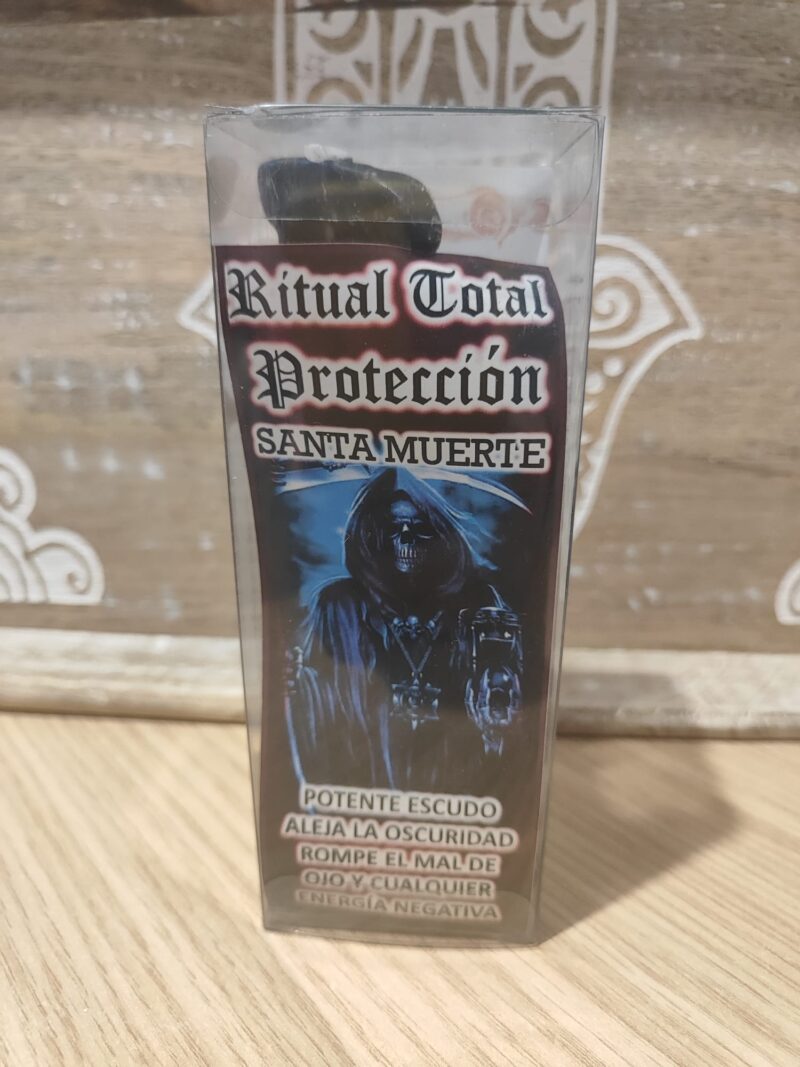 Ritual Total
Protección
SANTA MUERTE
POTENTE ESCUDO
ALEJA LA OSCURIDAD
ROMPE EL MAL DE
OJO Y CUALQUIER
ENERGÍA NEGATIVA